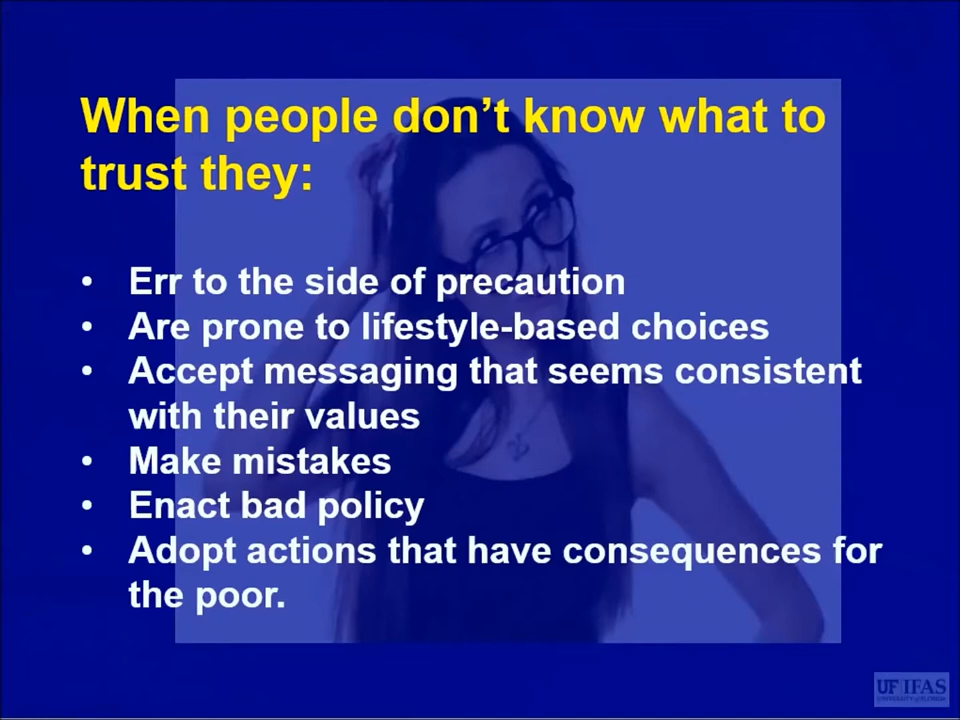 When people don’t know what to
trust they:
• Err to the side of precaution
• Are prone to lifestyle-based choices
• Accept messaging that seems consistent
with their values
• Make mistakes
• Enact bad policy
• Adopt actions that have consequences for
the poor.
UF IFAS
UNIVERSITY of FLORIDA